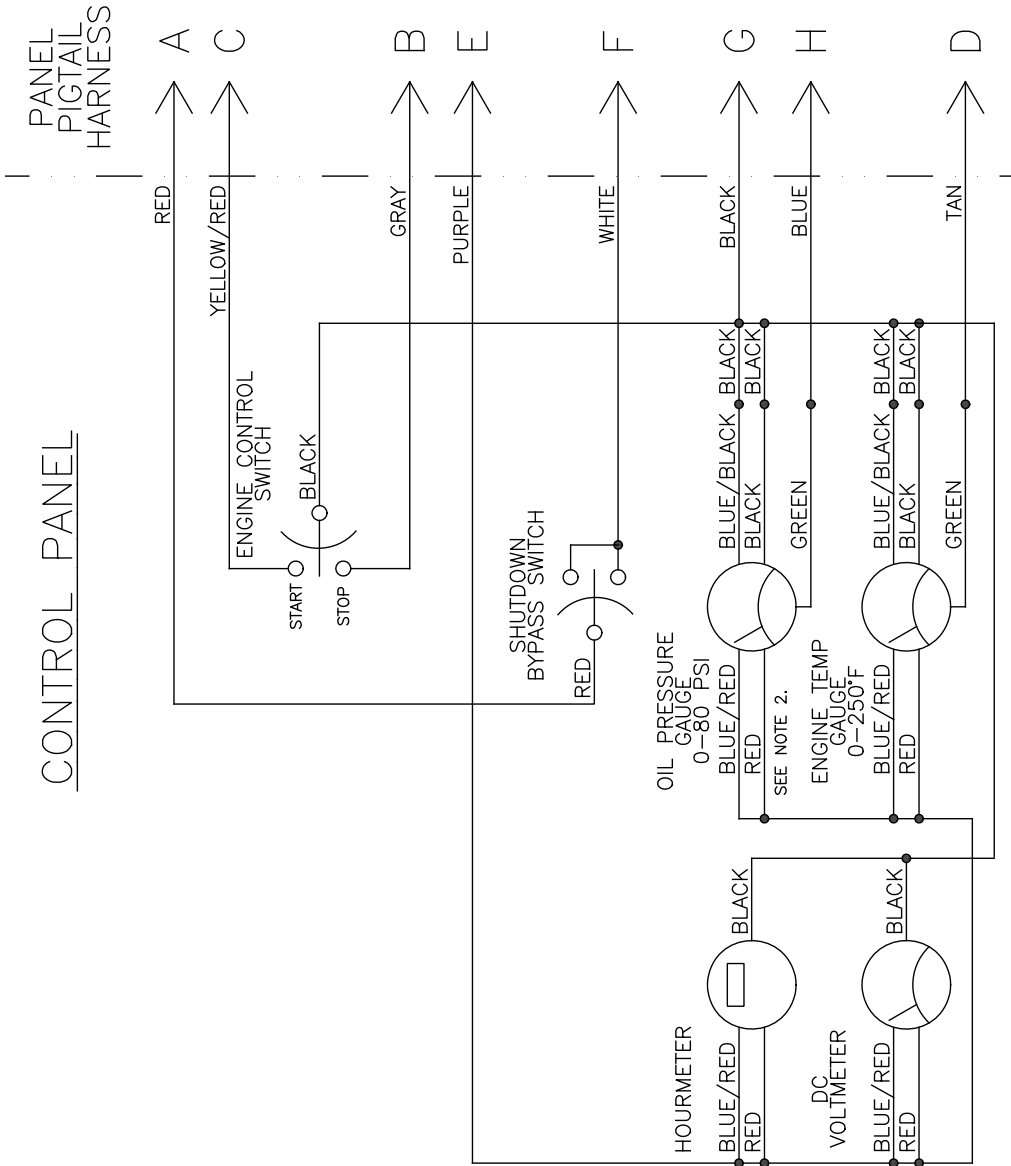 PANEL
PIGTAIL
HARNESS
A
C
B
E
F
G
H
D
RED
YELLOW/RED
GRAY
PURPLE
WHITE
BLACK
BLUE
TAN
CONTROL PANEL
ENGINE CONTROL
SWITCH
BLACK
START
STOP
SHUTDOWN
BYPASS SWITCH
RED
BLACK
BLACK
BLACK
BLACK
BLUE/BLACK
BLACK
GREEN
BLUE/BLACK
BLACK
GREEN
OIL PRESSURE
GAUGE
0-80 PSI
BLUE/RED
RED
SEE NOTE 2.
ENGINE TEMP
GAUGE
0-250°F
BLUE/RED
RED
BLACK
BLACK
HOURMETER
BLUE/RED
RED
DC
VOLTMETER
BLUE/RED
RED